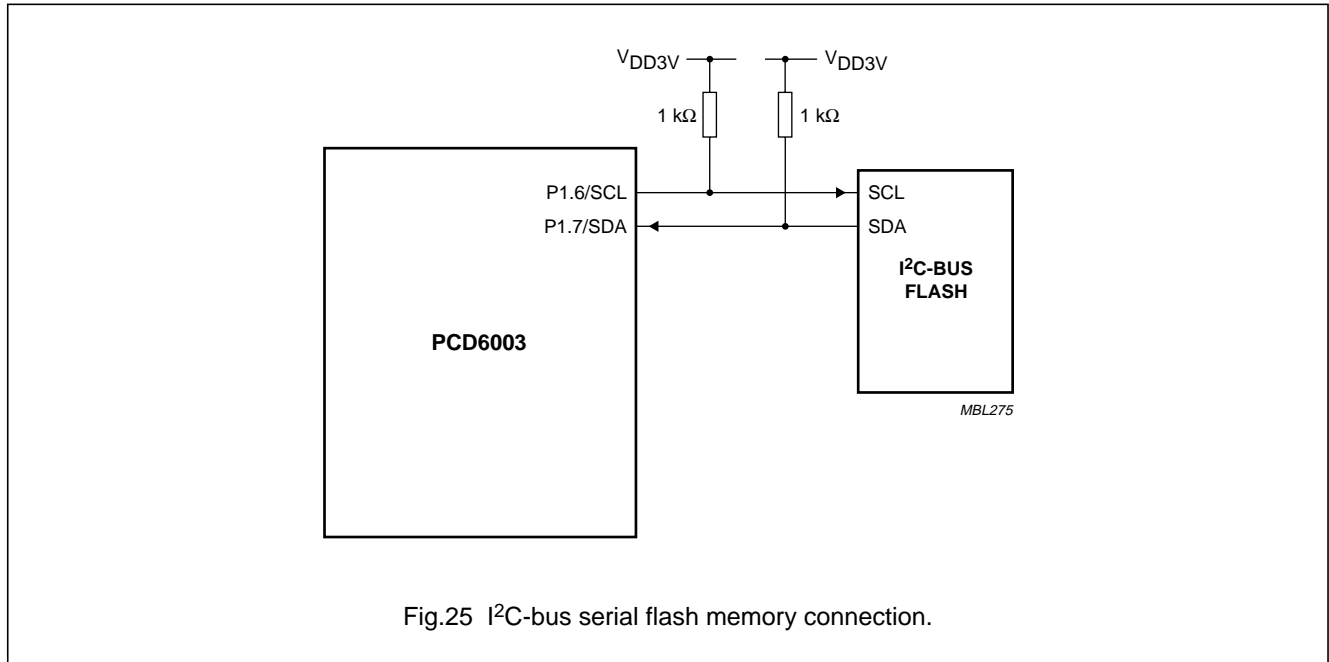 VDD3V VDD3V
1 kΩ 1 kΩ
P1.6/SCL SCL
P1.7/SDA SDA
I2C-BUS
FLASH
PCD6003
MBL275
Fig.25 I2C-bus serial flash memory connection.